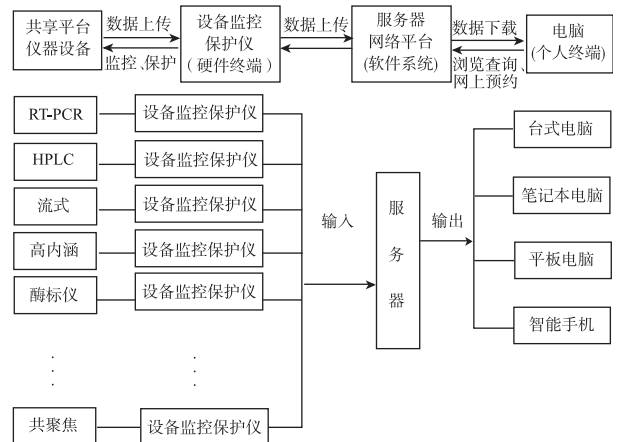 共享平台
仪器设备
数据上传
监控、保护
设备监控
保护仪
(硬件终端)
数据上传
服务器
网络平台
(软件系统)
数据下载
浏览查询、
网上预约
电脑
(个人终端)
RT-PCR
设备监控保护仪
HPLC
设备监控保护仪
流式
设备监控保护仪
高内涵
设备监控保护仪
酶标仪
设备监控保护仪
共聚焦
设备监控保护仪
输入
服
务
器
输出
台式电脑
笔记本电脑
平板电脑
智能手机